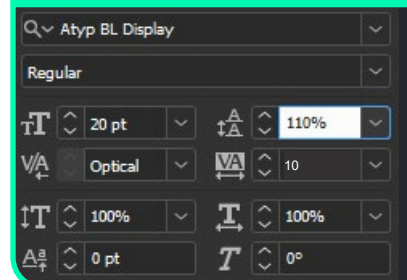 Atyp BL Display
Regular
20 pt 110%
Optical 10
100% 100%
0 pt 0°